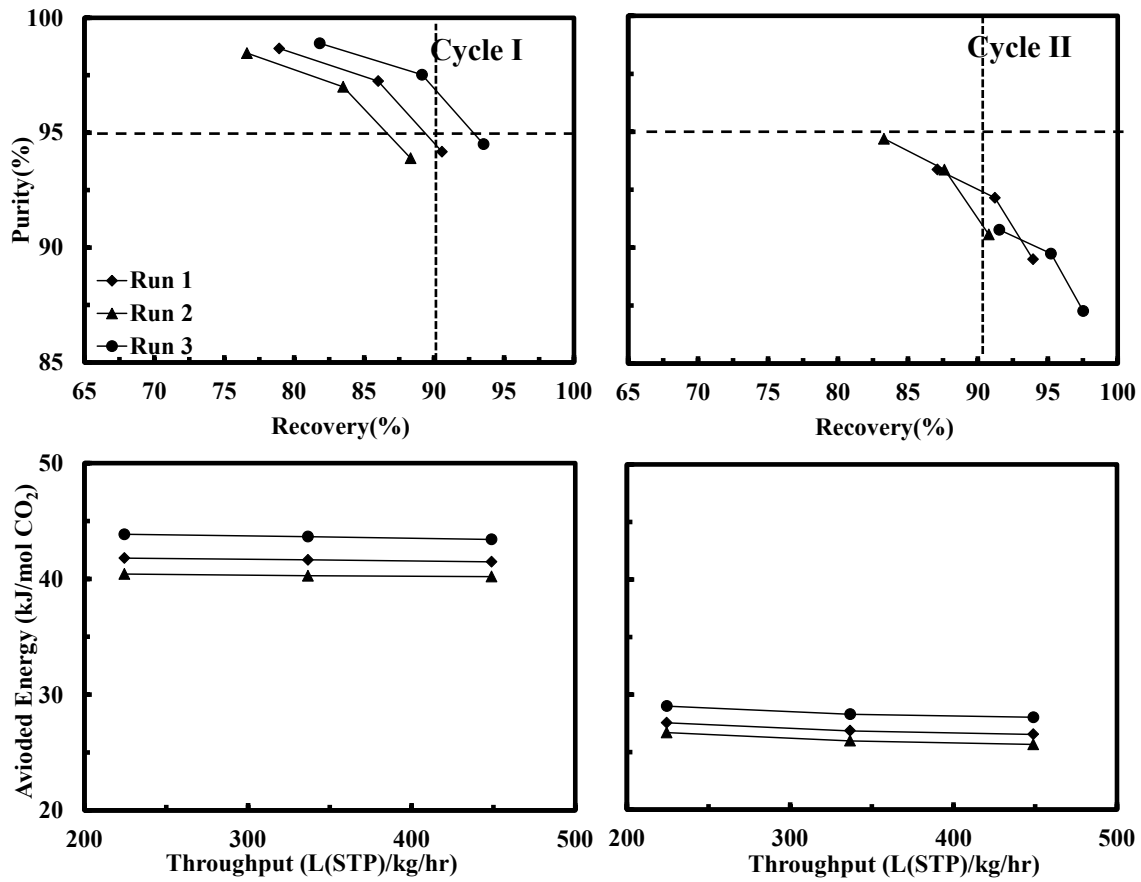 100
95
90
85
Purity(%)
Cycle I
Run 1
Run 2
Run 3
65 70 75 80 85 90 95 100
Recovery(%)
Cycle II
65 70 75 80 85 90 95 100
Recovery(%)
50
40
30
20
Avioded Energy (kJ/mol CO₂)
200 300 400 500
Throughput (L(STP)/kg/hr)
200 300 400 500
Throughput (L(STP)/kg/hr)